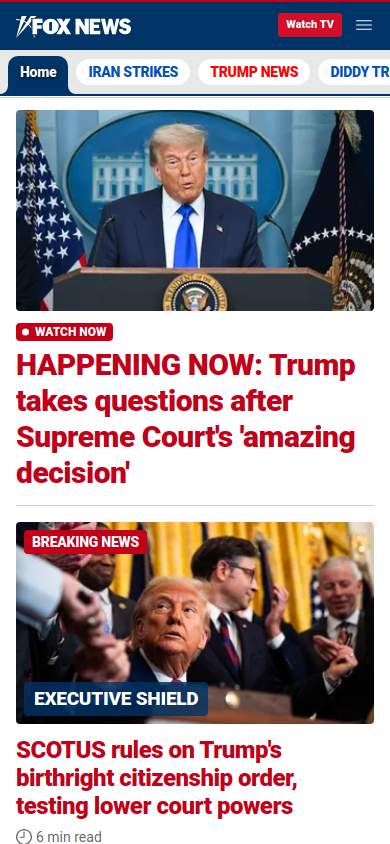 FOX NEWS
Watch TV
Home
IRAN STRIKES
TRUMP NEWS
DIDDY TR
WATCH NOW
HAPPENING NOW: Trump
takes questions after
Supreme Court's 'amazing
decision'
BREAKING NEWS
EXECUTIVE SHIELD
SCOTUS rules on Trump's
birthright citizenship order,
testing lower court powers
6 min read